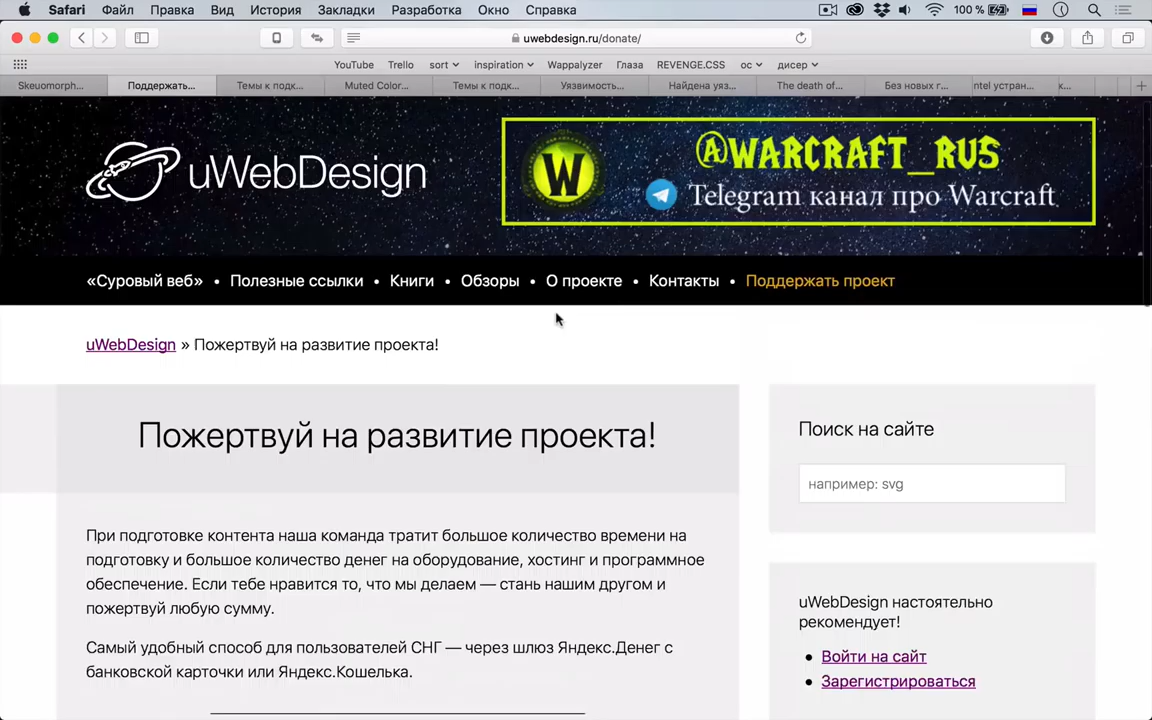 Safari Файл Правка Вид История Закладки Разработка Окно Справка 100 %
uwebdesign.ru/donate/
YouTube Trello sort inspiration Wappalyzer Глаза REVENGE.CSS ос дисер
Skeuomorph... Поддержать... Темы к подк... Muted Color... Темы к подк... Уязвимость... Найдена уяз... The death of... Без новых г... ntel устран... к...
uWebDesign
W
@WARCRAFT_RUS
Telegram канал про Warcraft
«Суровый веб» • Полезные ссылки • Книги • Обзоры • О проекте • Контакты • Поддержать проект
uWebDesign » Пожертвуй на развитие проекта!
Пожертвуй на развитие проекта!
При подготовке контента наша команда тратит большое количество времени на
подготовку и большое количество денег на оборудование, хостинг и программное
обеспечение. Если тебе нравится то, что мы делаем — стань нашим другом и
пожертвуй любую сумму.
Самый удобный способ для пользователей СНГ — через шлюз Яндекс.Денег с
банковской карточки или Яндекс.Кошелька.
Поиск на сайте
например: svg
uWebDesign настоятельно
рекомендует!
• Войти на сайт
• Зарегистрироваться